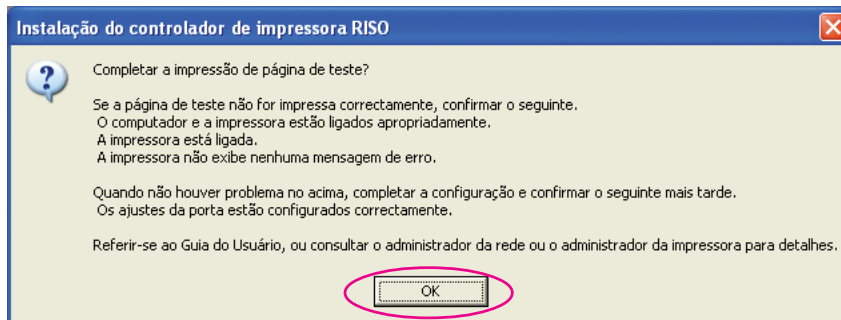 Instalação do controlador de impressora RISO
Completar a impressão de página de teste?
Se a página de teste não for impressa correctamente, confirmar o seguinte.
O computador e a impressora estão ligados apropriadamente.
A impressora está ligada.
A impressora não exibe nenhuma mensagem de erro.
Quando não houver problema no acima, completar a configuração e confirmar o seguinte mais tarde.
Os ajustes da porta estão configurados correctamente.
Referir-se ao Guia do Usuário, ou consultar o administrador da rede ou o administrador da impressora para detalhes.
OK